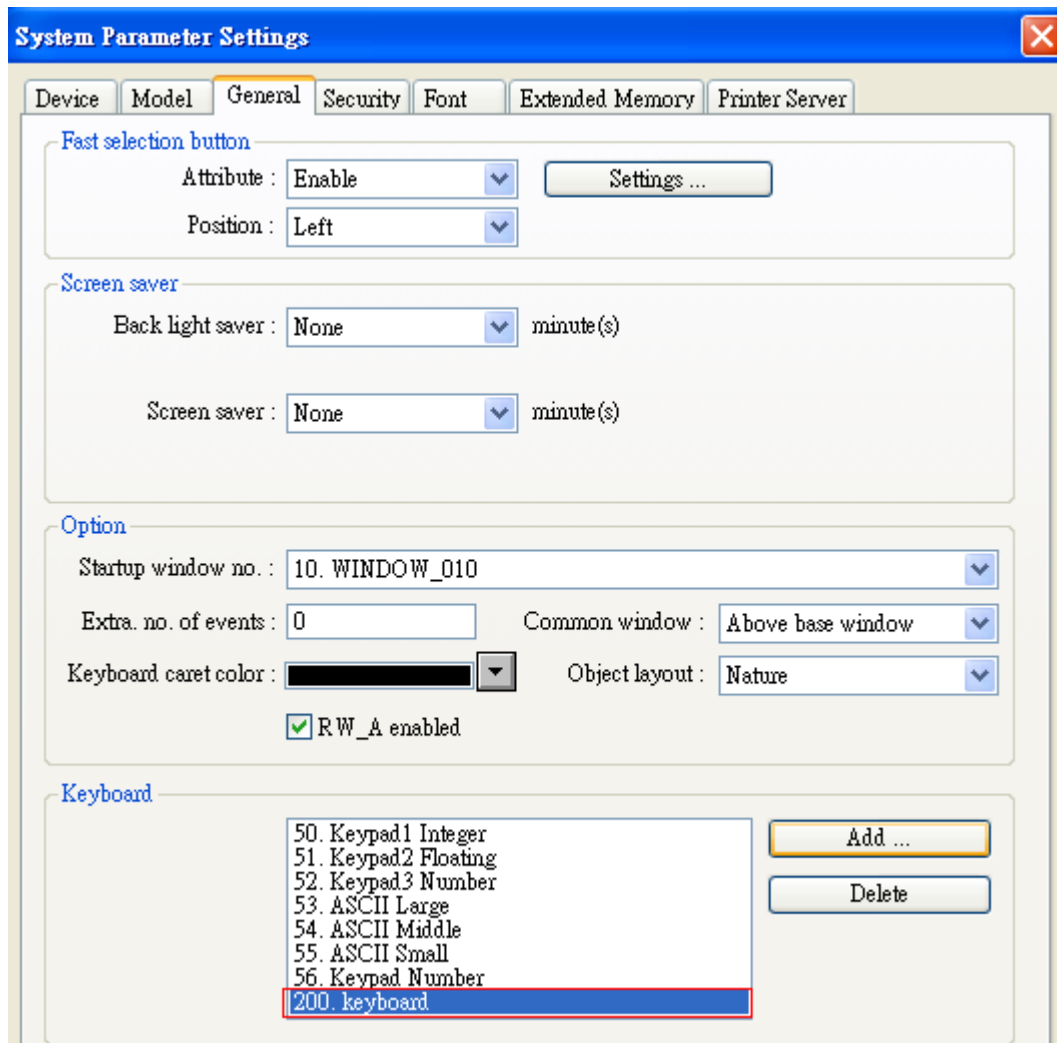 System Parameter Settings
Device Model General Security Font Extended Memory Printer Server
Fast selection button
Attribute : Enable Settings ...
Position : Left
Screen saver
Back light saver : None minute(s)
Screen saver : None minute(s)
Option
Startup window no. : 10. WINDOW_010
Extra. no. of events : 0 Common window : Above base window
Keyboard caret color : Object layout : Nature
RW_A enabled
Keyboard
50. Keypad1 Integer
51. Keypad2 Floating
52. Keypad3 Number
53. ASCII Large
54. ASCII Middle
55. ASCII Small
56. Keypad Number
200. keyboard
Add ...
Delete